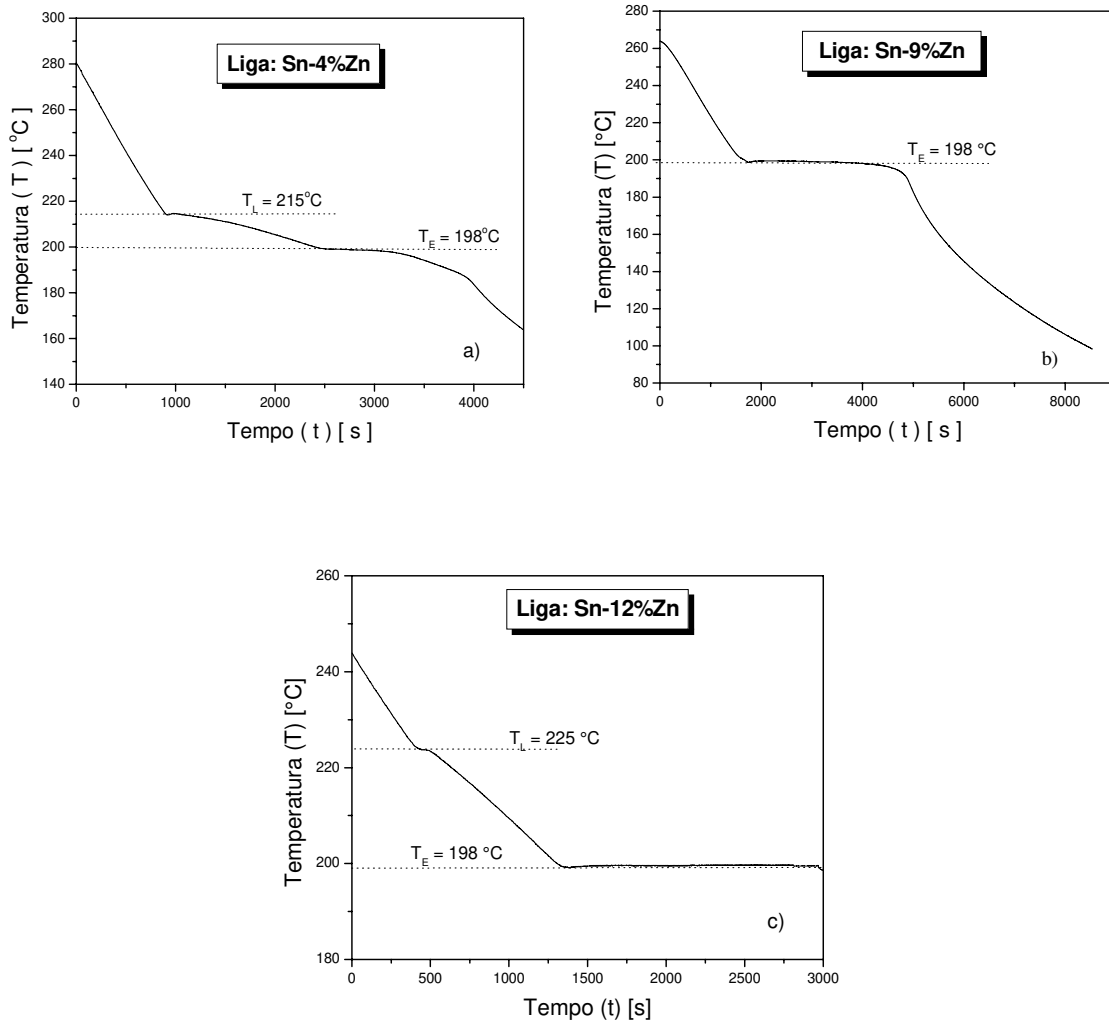 Liga: Sn-4%Zn
300
280
260
240
220
200
180
160
140
0
1000
2000
3000
4000
T_L = 215°C
T_E = 198°C
a)
Temperatura ( T ) [ °C ]
Tempo ( t ) [ s ]
Liga: Sn-9%Zn
280
260
240
220
200
180
160
140
120
100
80
0
2000
4000
6000
8000
T_E = 198 °C
b)
Temperatura (T) [°C]
Tempo ( t ) [ s ]
Liga: Sn-12%Zn
260
240
220
200
180
0
500
1000
1500
2000
2500
3000
T_L = 225 °C
T_E = 198 °C
c)
Temperatura (T) [°C]
Tempo (t) [s]